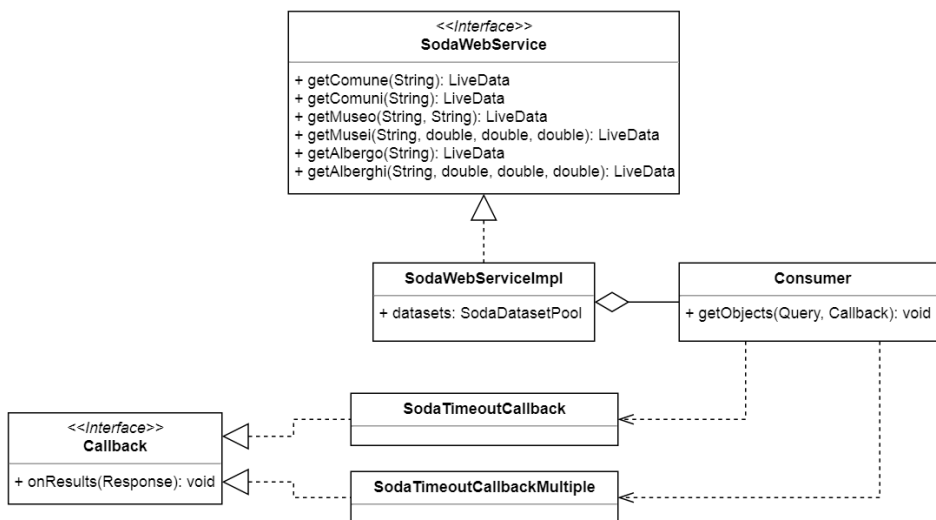 <<Interface>>
SodaWebService
+ getComune(String): LiveData
+ getComuni(String): LiveData
+ getMuseo(String, String): LiveData
+ getMusei(String, double, double, double): LiveData
+ getAlbergo(String): LiveData
+ getAlberghi(String, double, double, double): LiveData
SodaWebServiceImpl
+ datasets: SodaDatasetPool
Consumer
+ getObjects(Query, Callback): void
SodaTimeoutCallback
<<Interface>>
Callback
+ onResults(Response): void
SodaTimeoutCallbackMultiple